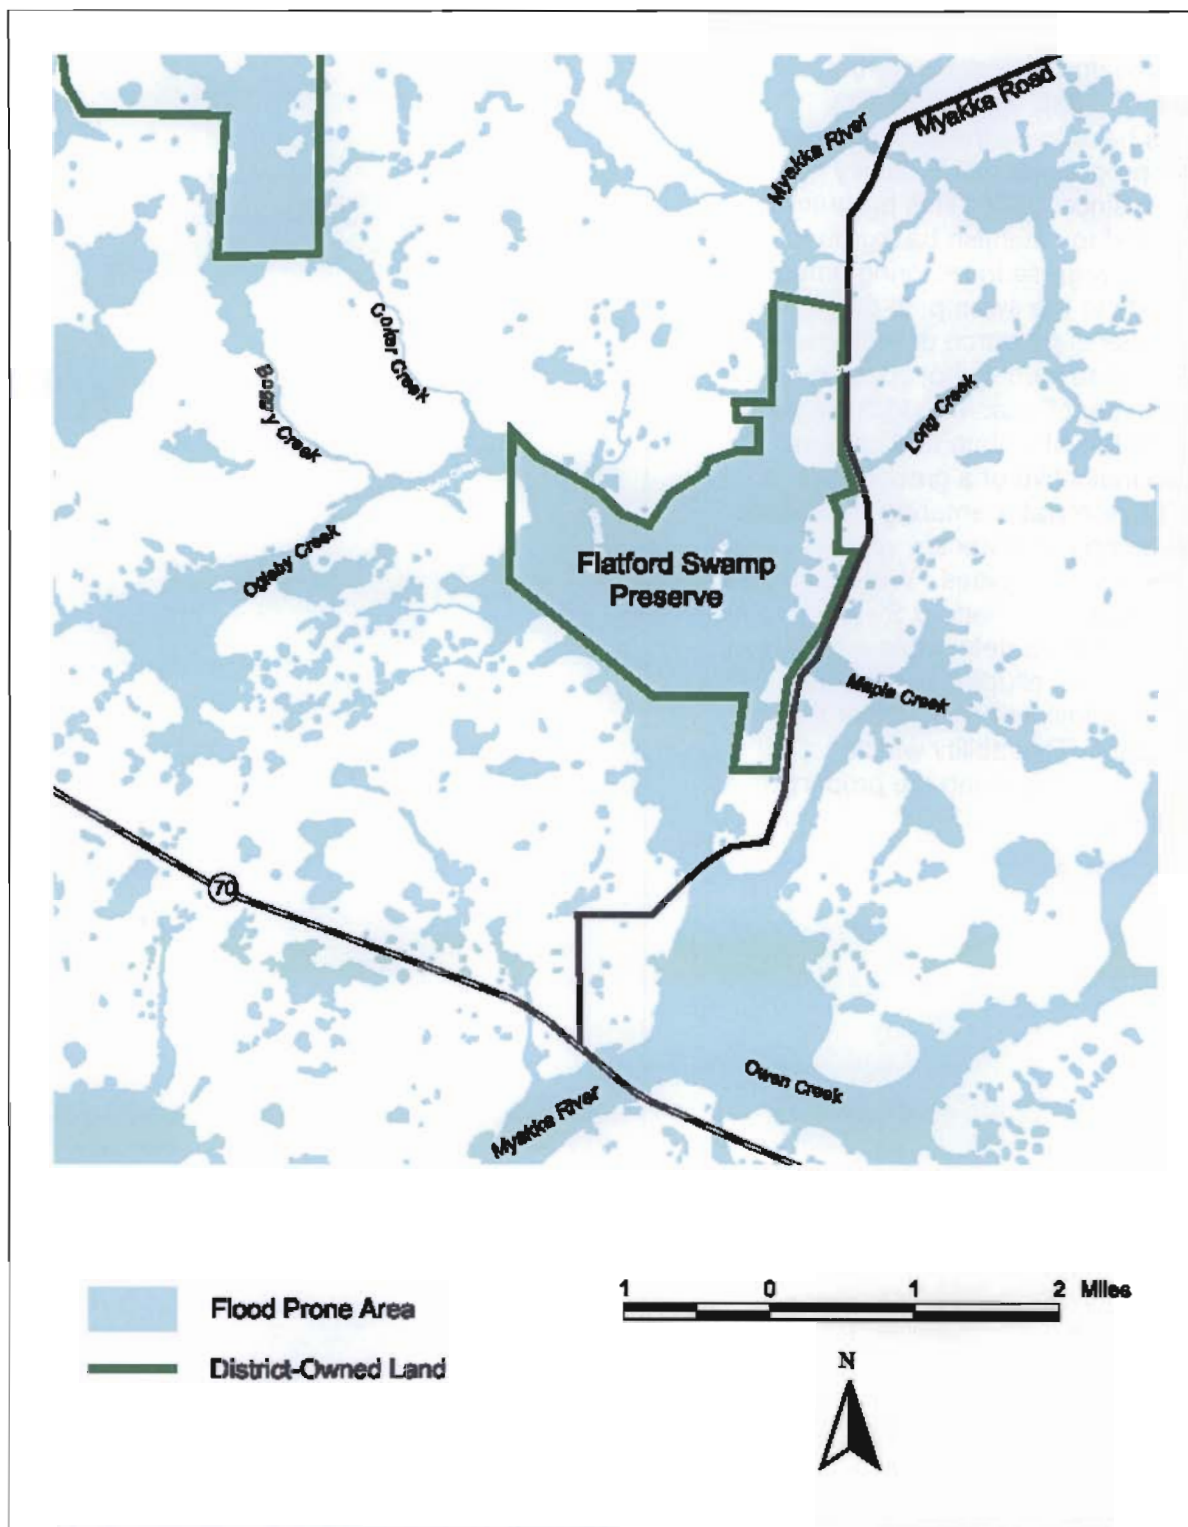 Myakka River
Myakka Road
Coker Creek
Boggy Creek
Long Creek
Ogleby Creek
Flatford Swamp
Preserve
Maple Creek
70
Owen Creek
Myakka River
1 0 1 2 Miles
Flood Prone Area
District-Owned Land
N